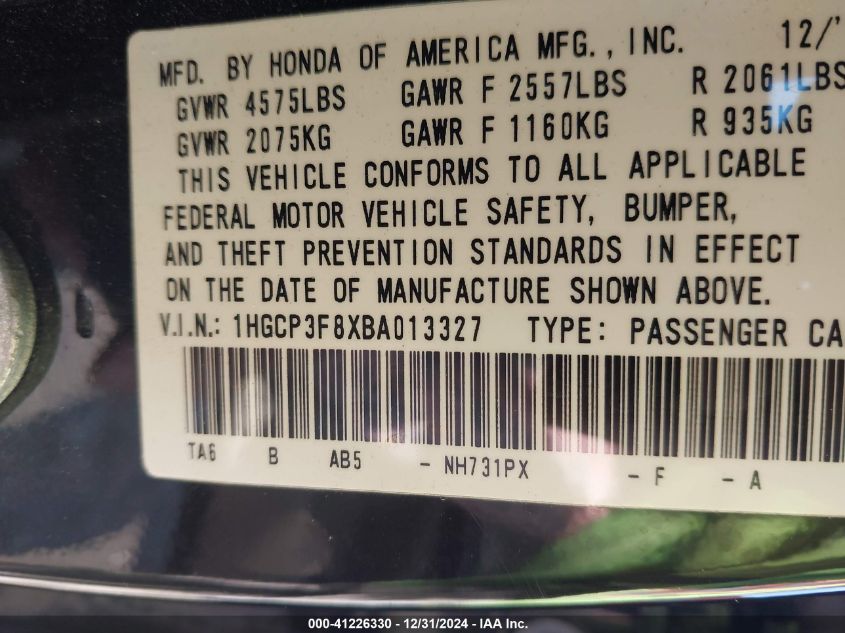 MFD. BY HONDA OF AMERICA MFG., INC. 12/'
GVWR 4575LBS GAWR F 2557LBS R 2061LBS
GVWR 2075KG GAWR F 1160KG R 935KG
THIS VEHICLE CONFORMS TO ALL APPLICABLE
FEDERAL MOTOR VEHICLE SAFETY, BUMPER,
AND THEFT PREVENTION STANDARDS IN EFFECT
ON THE DATE OF MANUFACTURE SHOWN ABOVE.
V.I.N.: 1HGCP3F8XBA013327 TYPE: PASSENGER CA
TA6 B AB5 - NH731PX - F - A
000-41226330 - 12/31/2024 - IAA Inc.